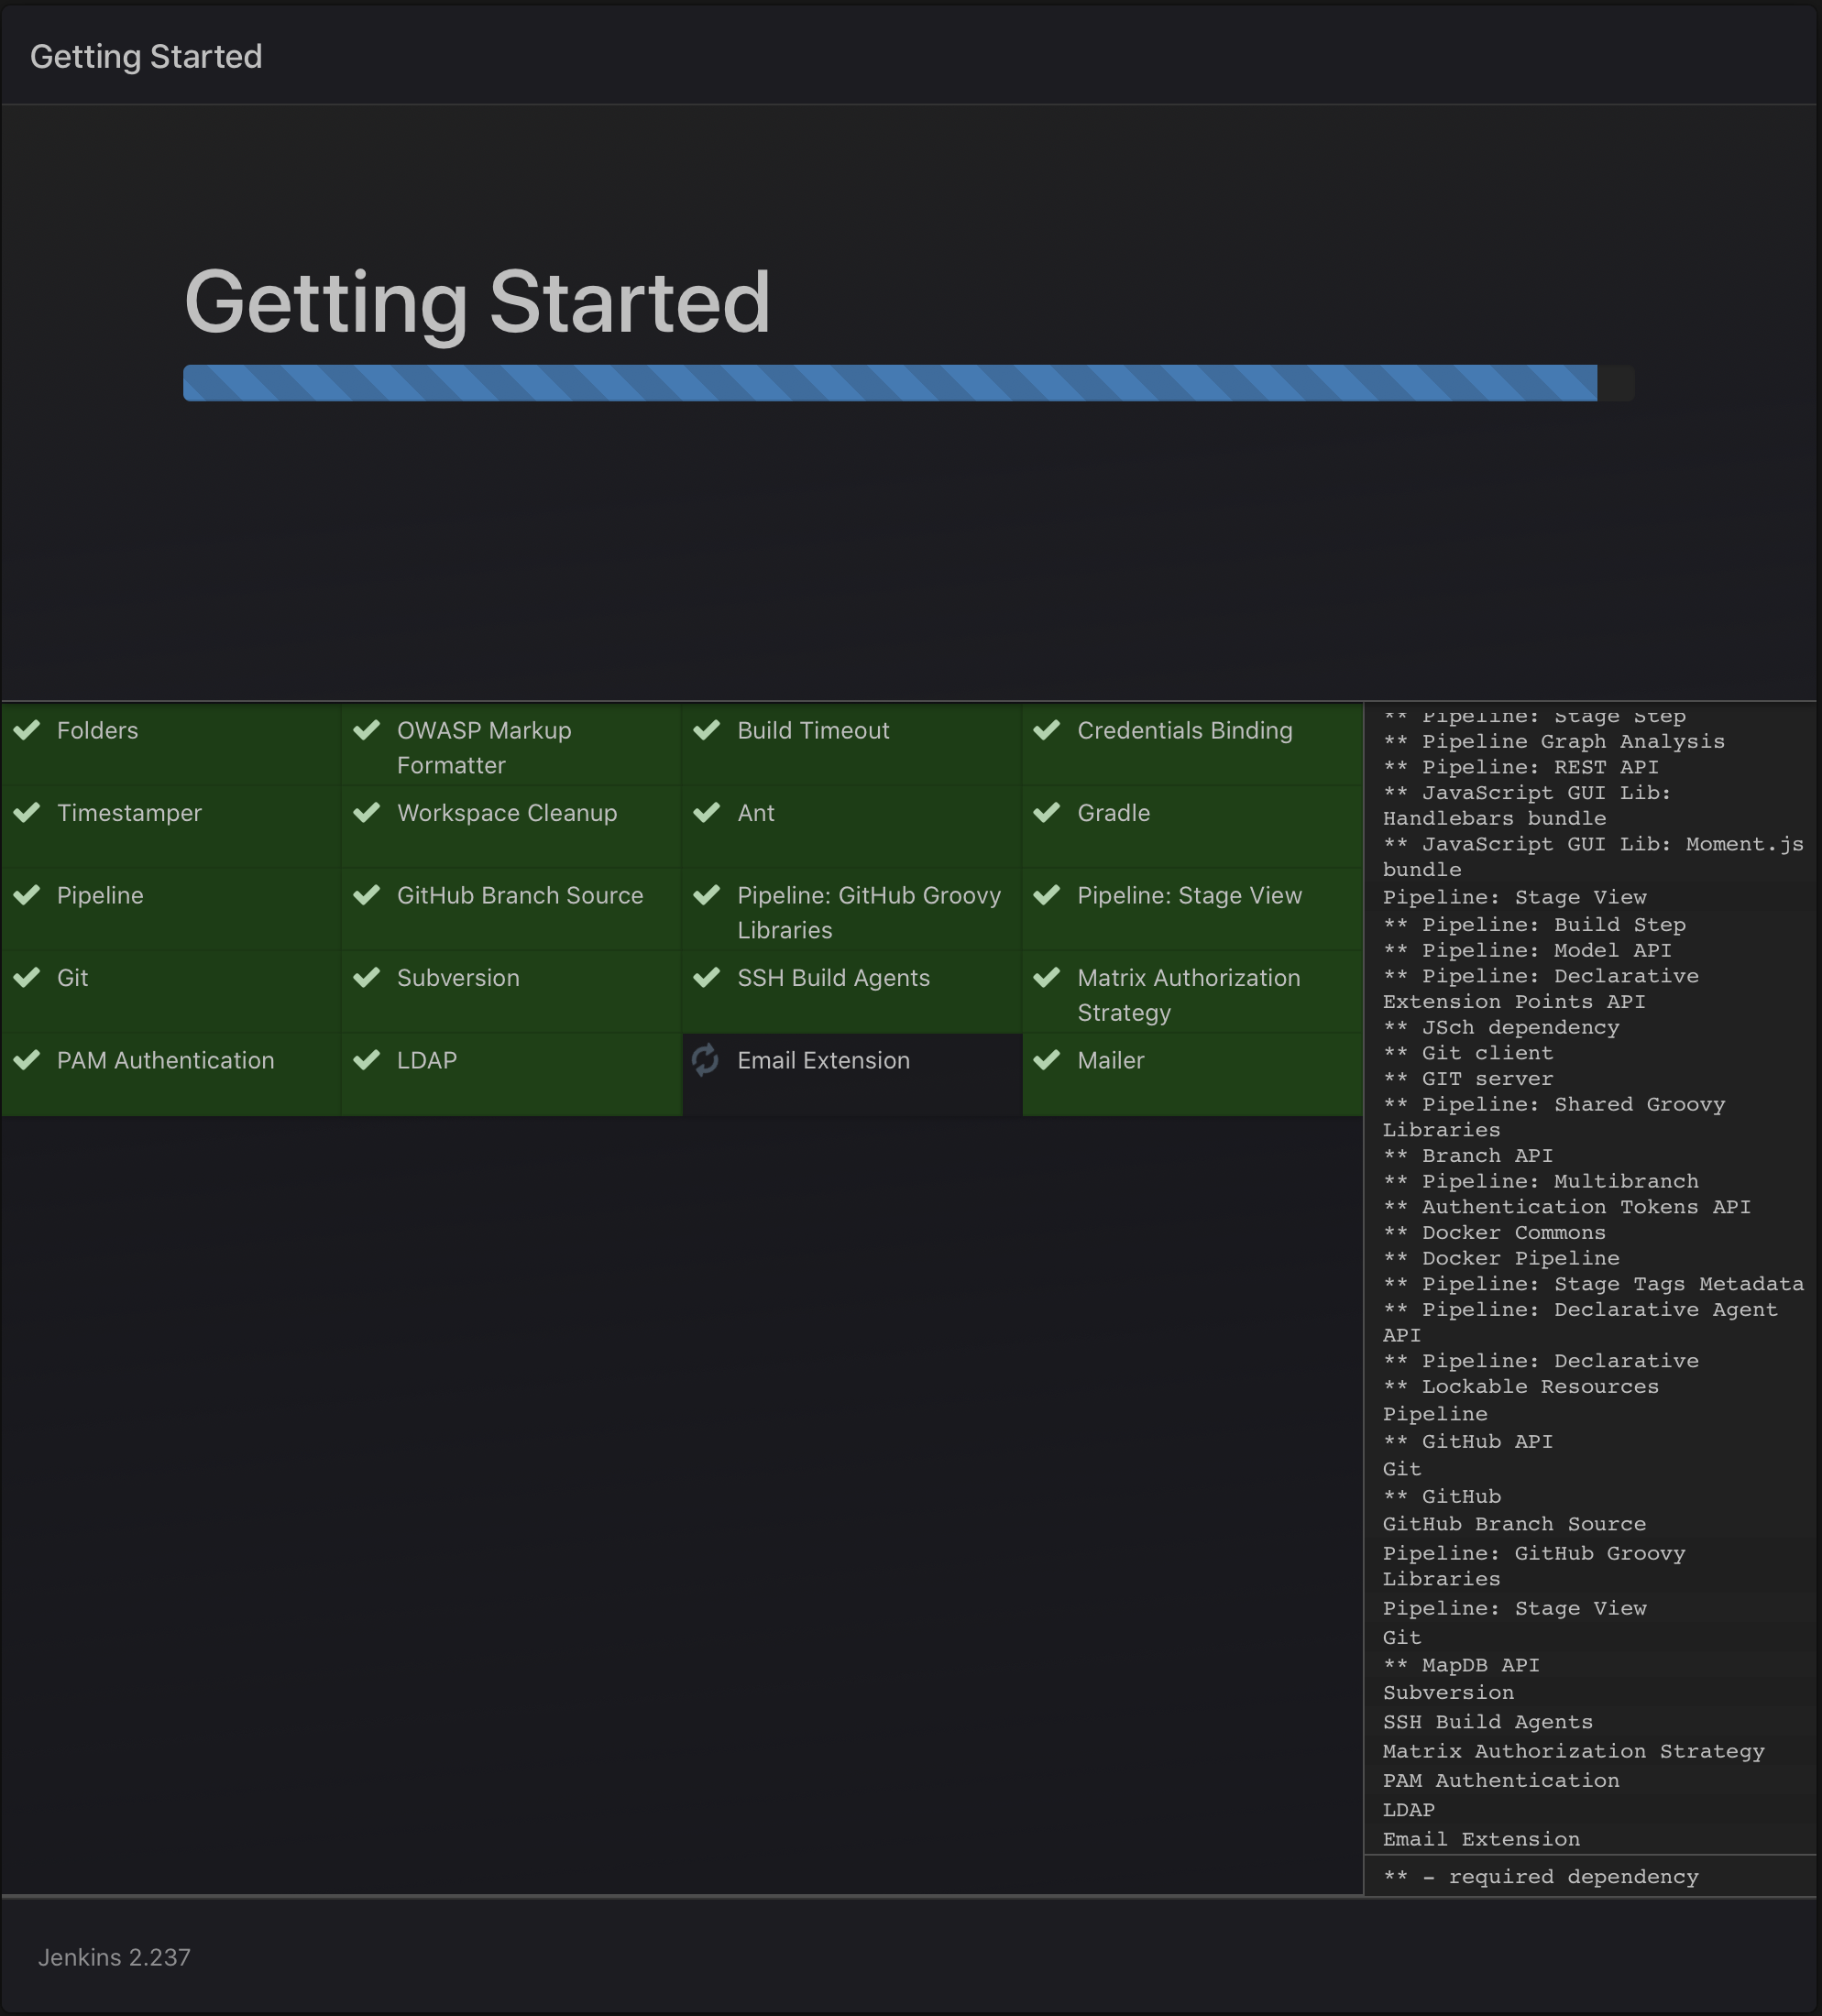 Getting Started
Getting Started
Folders
OWASP Markup
Formatter
Build Timeout
Credentials Binding
Timestamper
Workspace Cleanup
Ant
Gradle
Pipeline
GitHub Branch Source
Pipeline: GitHub Groovy
Libraries
Pipeline: Stage View
Git
Subversion
SSH Build Agents
Matrix Authorization
Strategy
PAM Authentication
LDAP
Email Extension
Mailer
** Pipeline: Stage Step
** Pipeline Graph Analysis
** Pipeline: REST API
** JavaScript GUI Lib:
Handlebars bundle
** JavaScript GUI Lib: Moment.js
bundle
Pipeline: Stage View
** Pipeline: Build Step
** Pipeline: Model API
** Pipeline: Declarative
Extension Points API
** JSch dependency
** Git client
** GIT server
** Pipeline: Shared Groovy
Libraries
** Branch API
** Pipeline: Multibranch
** Authentication Tokens API
** Docker Commons
** Docker Pipeline
** Pipeline: Stage Tags Metadata
** Pipeline: Declarative Agent
API
** Pipeline: Declarative
** Lockable Resources
Pipeline
** GitHub API
Git
** GitHub
GitHub Branch Source
Pipeline: GitHub Groovy
Libraries
Pipeline: Stage View
Git
** MapDB API
Subversion
SSH Build Agents
Matrix Authorization Strategy
PAM Authentication
LDAP
Email Extension
** - required dependency
Jenkins 2.237